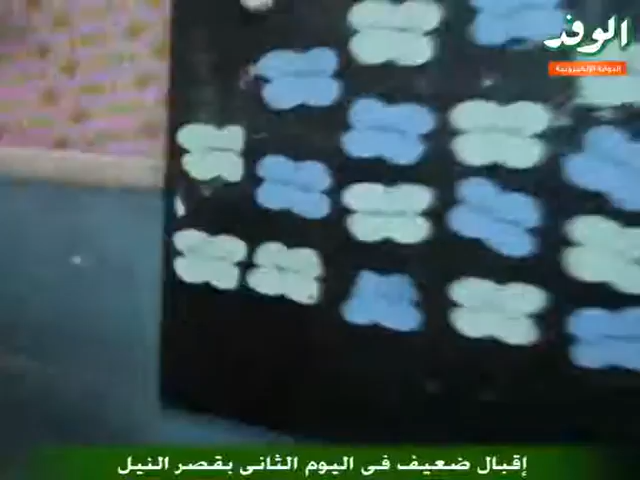 الوفد
البوابة الإلكترونية
إقبال ضعيف فى اليوم الثانى بقصر النيل